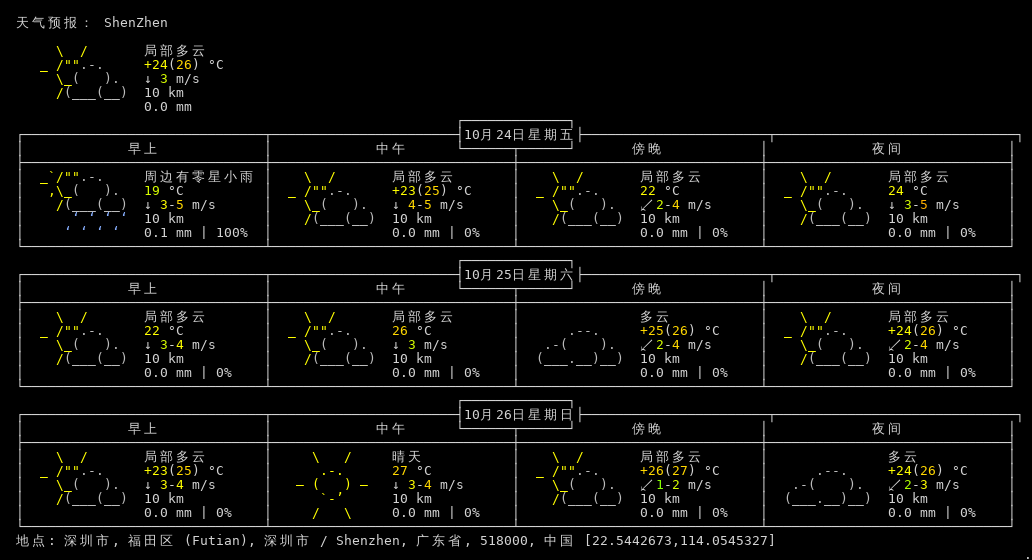 天气预报： ShenZhen
局部多云
+24(26) °C
↓ 3 m/s
10 km
0.0 mm
10月24日星期五
早上 中午 傍晚 夜间
周边有零星小雨 局部多云 局部多云 局部多云
19 °C +23(25) °C 22 °C 24 °C
↓ 3-5 m/s ↓ 4-5 m/s ↙ 2-4 m/s ↓ 3-5 m/s
10 km 10 km 10 km 10 km
0.1 mm | 100% 0.0 mm | 0% 0.0 mm | 0% 0.0 mm | 0%
10月25日星期六
早上 中午 傍晚 夜间
局部多云 局部多云 多云 局部多云
22 °C 26 °C +25(26) °C +24(26) °C
↓ 3-4 m/s ↓ 3 m/s ↙ 2-4 m/s ↙ 2-4 m/s
10 km 10 km 10 km 10 km
0.0 mm | 0% 0.0 mm | 0% 0.0 mm | 0% 0.0 mm | 0%
10月26日星期日
早上 中午 傍晚 夜间
局部多云 晴天 局部多云 多云
+23(25) °C 27 °C +26(27) °C +24(26) °C
↓ 3-4 m/s ↓ 3-4 m/s ↙ 1-2 m/s ↙ 2-3 m/s
10 km 10 km 10 km 10 km
0.0 mm | 0% 0.0 mm | 0% 0.0 mm | 0% 0.0 mm | 0%
地点: 深圳市, 福田区 (Futian), 深圳市 / Shenzhen, 广东省, 518000, 中国 [22.5442673,114.0545327]